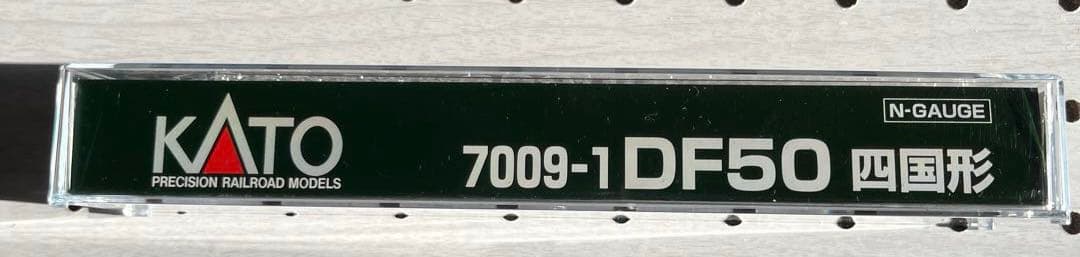 KATO
PRECISION RAILROAD MODELS
N-GAUGE
7009-1 DF50 四国形